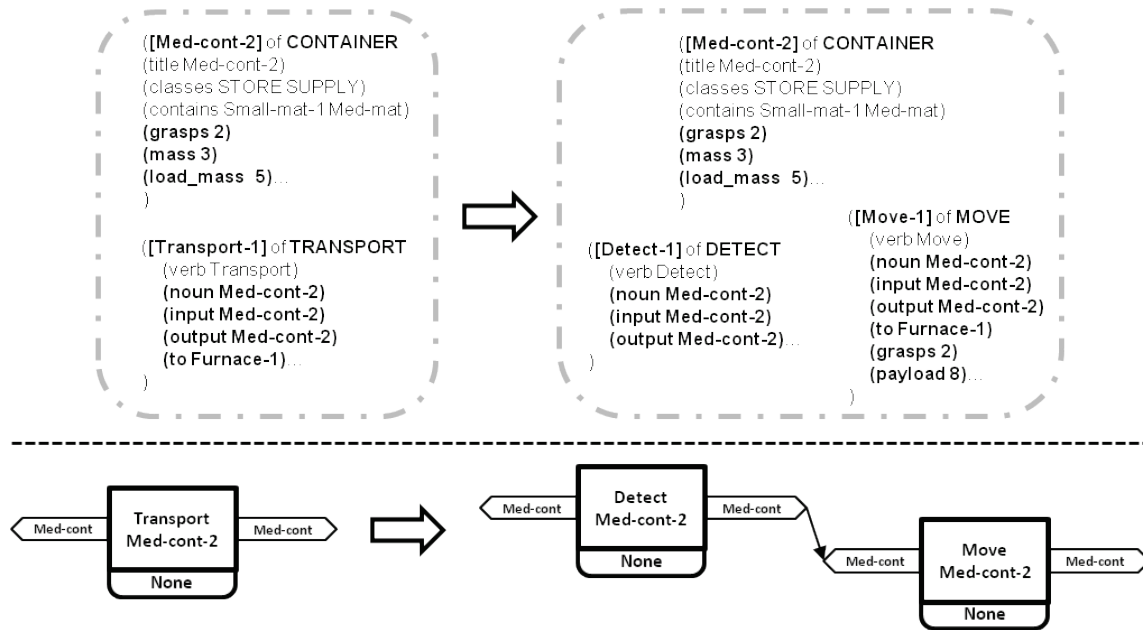 ([Med-cont-2] of CONTAINER
(title Med-cont-2)
(classes STORE SUPPLY)
(contains Small-mat-1 Med-mat)
(grasps 2)
(mass 3)
(load_mass 5)...
)
([Transport-1] of TRANSPORT
(verb Transport)
(noun Med-cont-2)
(input Med-cont-2)
(output Med-cont-2)
(to Furnace-1)...
)
([Med-cont-2] of CONTAINER
(title Med-cont-2)
(classes STORE SUPPLY)
(contains Small-mat-1 Med-mat)
(grasps 2)
(mass 3)
(load_mass 5)...
)
([Detect-1] of DETECT
(verb Detect)
(noun Med-cont-2)
(input Med-cont-2)
(output Med-cont-2)...
)
([Move-1] of MOVE
(verb Move)
(noun Med-cont-2)
(input Med-cont-2)
(output Med-cont-2)
(to Furnace-1)
(grasps 2)
(payload 8)...
)
Med-cont
Transport
Med-cont-2
None
Med-cont
Med-cont
Detect
Med-cont-2
None
Med-cont
Med-cont
Move
Med-cont-2
None
Med-cont